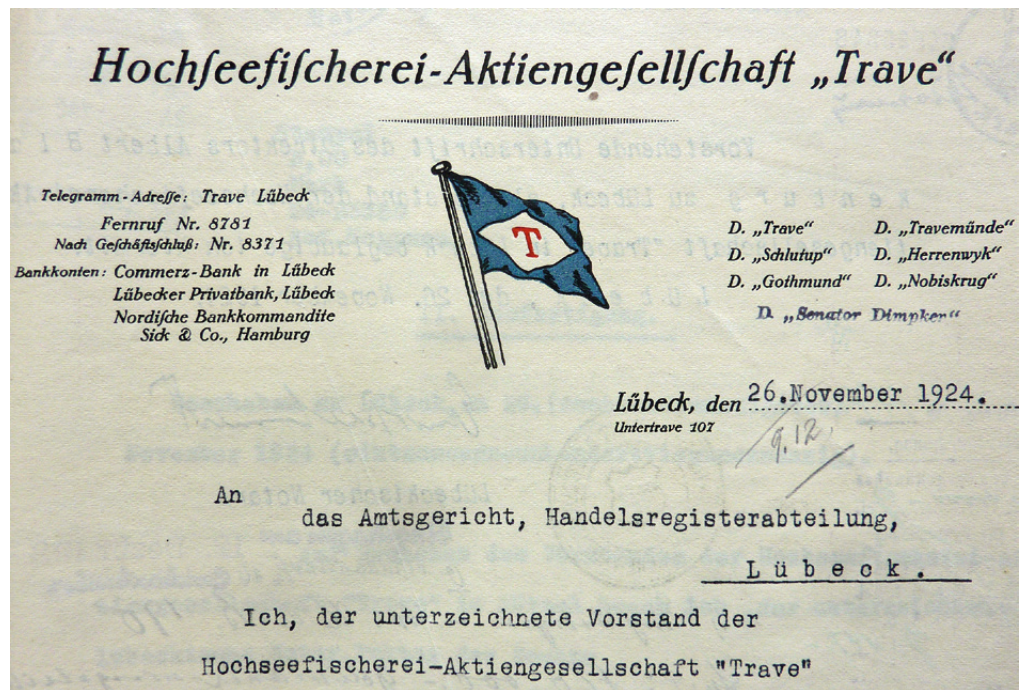 Hochſeefiſcherei-Aktiengeſellſchaft „Trave“
Telegramm-Adreſſe: Trave Lübeck
Fernruf Nr. 8781
Nach Geſchäftsſchluß: Nr. 8371
Bankkonten: Commerz-Bank in Lübeck
Lübecker Privatbank, Lübeck
Nordiſche Bankkommandite
Sick & Co., Hamburg
T
D. „Trave“ D. „Travemünde“
D. „Schlutup“ D. „Herrenwyk“
D. „Gothmund“ D. „Nobiskrug“
D. „Senator Dimpker“
Lübeck, den 26.November 1924.
Untertrave 107
9.12.
An
das Amtsgericht, Handelsregisterabteilung,
Lübeck.
Ich, der unterzeichnete Vorstand der
Hochseefischerei-Aktiengesellschaft "Trave"